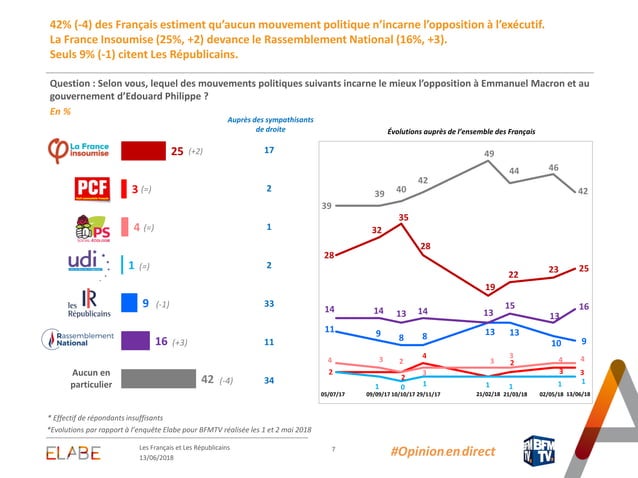 42% (-4) des Français estiment qu’aucun mouvement politique n’incarne l’opposition à l’exécutif.
La France Insoumise (25%, +2) devance le Rassemblement National (16%, +3).
Seuls 9% (-1) citent Les Républicains.
Question : Selon vous, lequel des mouvements politiques suivants incarne le mieux l’opposition à Emmanuel Macron et au
gouvernement d’Edouard Philippe ?
En %
Auprès des sympathisants
de droite
Évolutions auprès de l’ensemble des Français
La France
insoumise
25 (+2) 17
PCF
3 (=) 2
PS
4 (=) 1
udi
1 (=) 2
les Républicains
9 (-1) 33
Rassemblement
National
16 (+3) 11
Aucun en
particulier
42 (-4) 34
39 39 40 42 49 44 46 42
28 32 35 28 19 22 23 25
14 14 13 14 13 15 13 16
11 9 8 8 13 13 10 9
4 3 2 3 3 3 4 4
2 2 4 2 3 3
1 0 1 1 1 1 1
05/07/17 09/09/17 10/10/17 29/11/17 21/02/18 21/03/18 02/05/18 13/06/18
* Effectif de répondants insuffisants
*Evolutions par rapport à l’enquête Elabe pour BFMTV réalisée les 1 et 2 mai 2018
ELABE
Les Français et Les Républicains
13/06/2018
7
#Opinionendirect
BFM
TV.